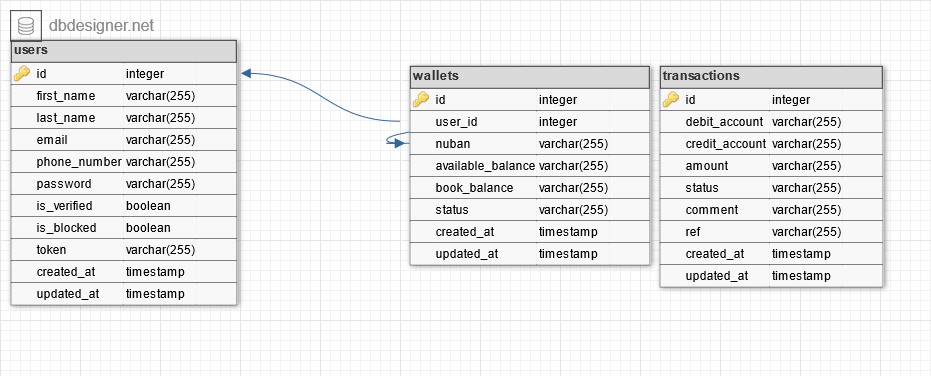 dbdesigner.net
users
id integer
first_name varchar(255)
last_name varchar(255)
email varchar(255)
phone_number varchar(255)
password varchar(255)
is_verified boolean
is_blocked boolean
token varchar(255)
created_at timestamp
updated_at timestamp
wallets
id integer
user_id integer
nuban varchar(255)
available_balance varchar(255)
book_balance varchar(255)
status varchar(255)
created_at timestamp
updated_at timestamp
transactions
id integer
debit_account varchar(255)
credit_account varchar(255)
amount varchar(255)
status varchar(255)
comment varchar(255)
ref varchar(255)
created_at timestamp
updated_at timestamp